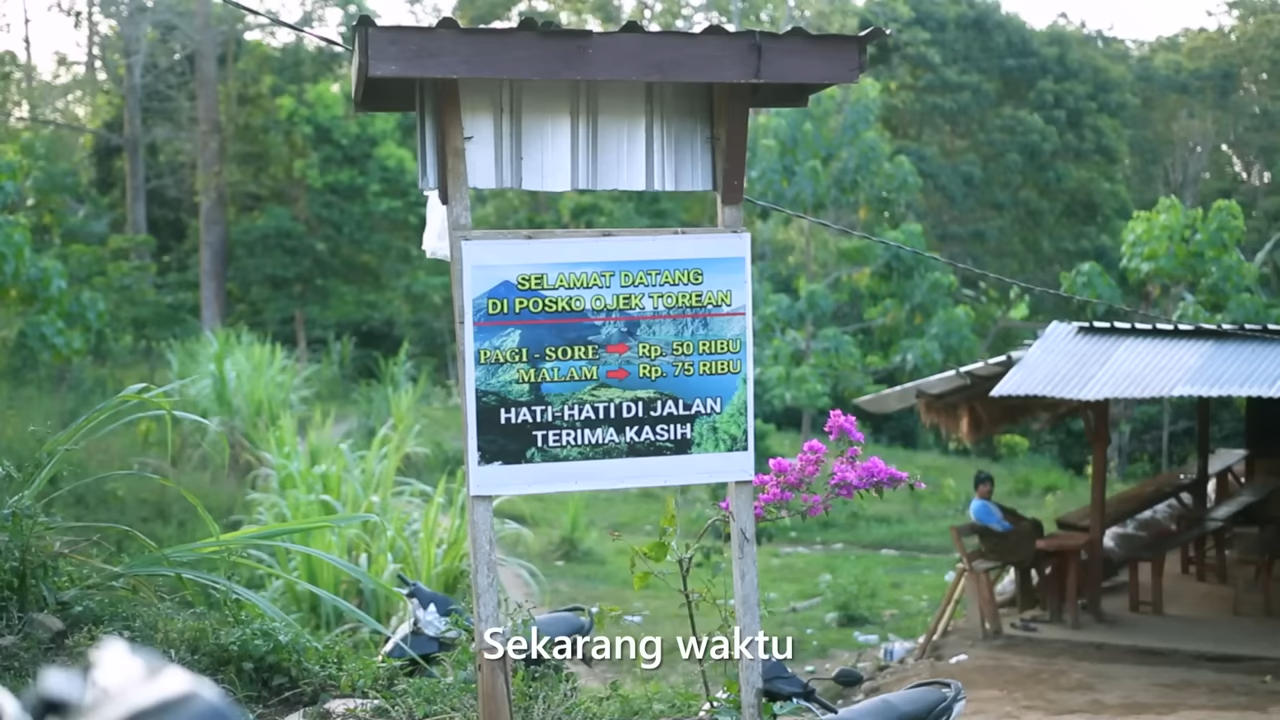 SELAMAT DATANG
DI POSKO OJEK TOREAN
PAGI - SORE Rp. 50 RIBU
MALAM Rp. 75 RIBU
HATI-HATI DI JALAN
TERIMA KASIH
Sekarang waktu